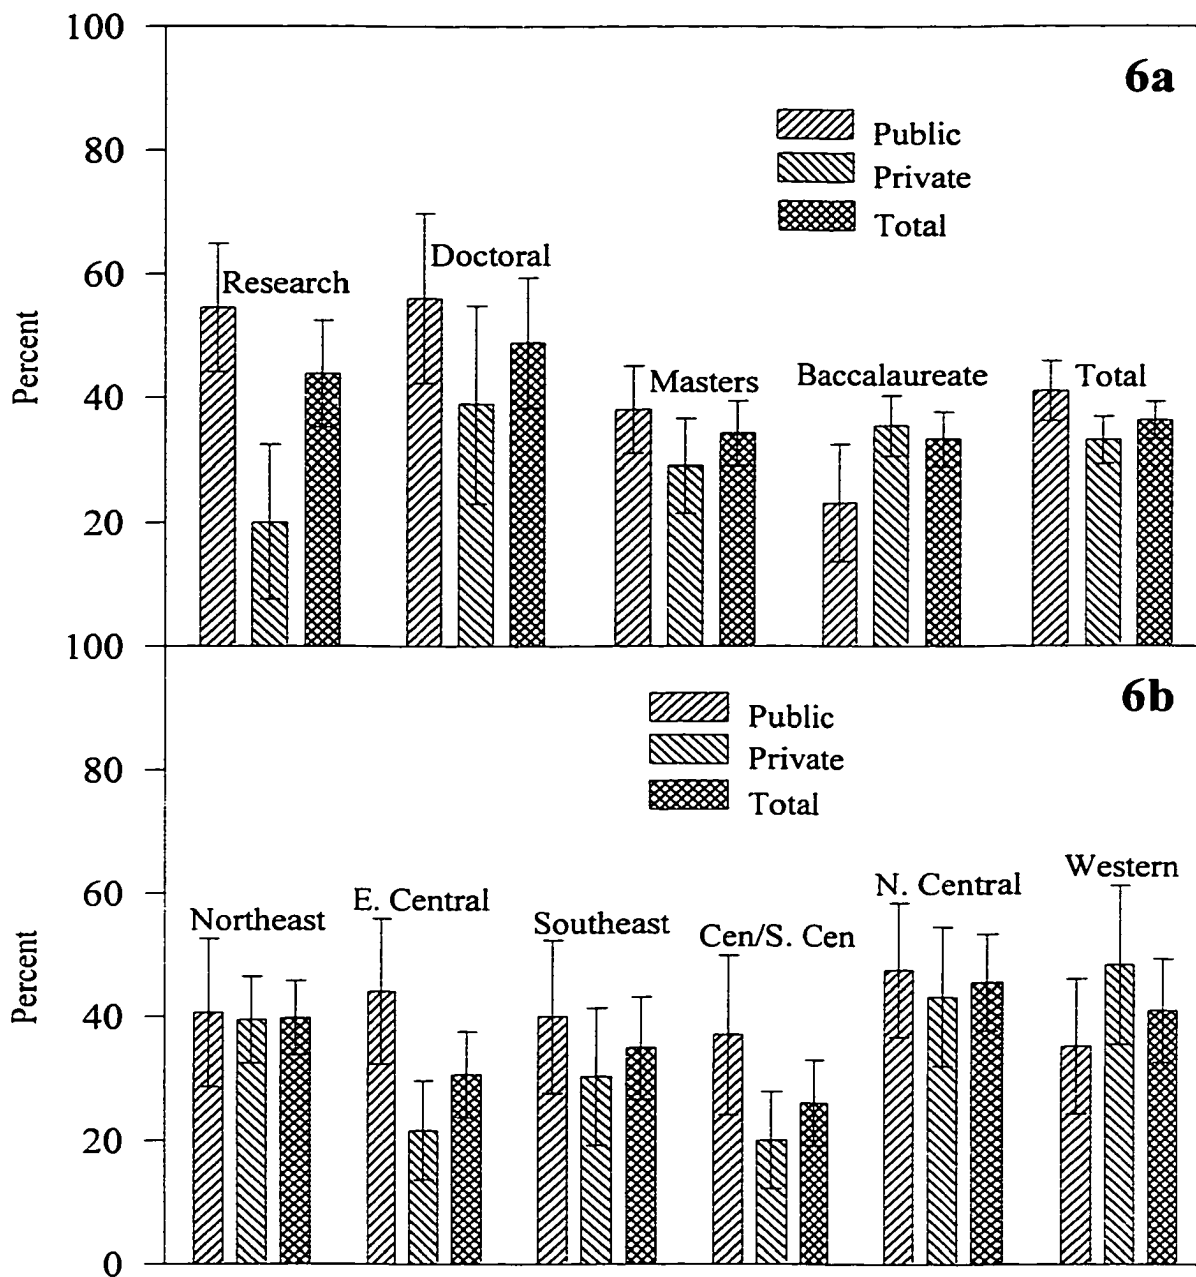 100
6a
80
Public
Private
Total
60
Research
Doctoral
Masters
Baccalaureate
Total
40
20
Percent
100
6b
Public
Private
Total
80
60
Northeast
E. Central
Southeast
Cen/S. Cen
N. Central
Western
40
20
0
Percent